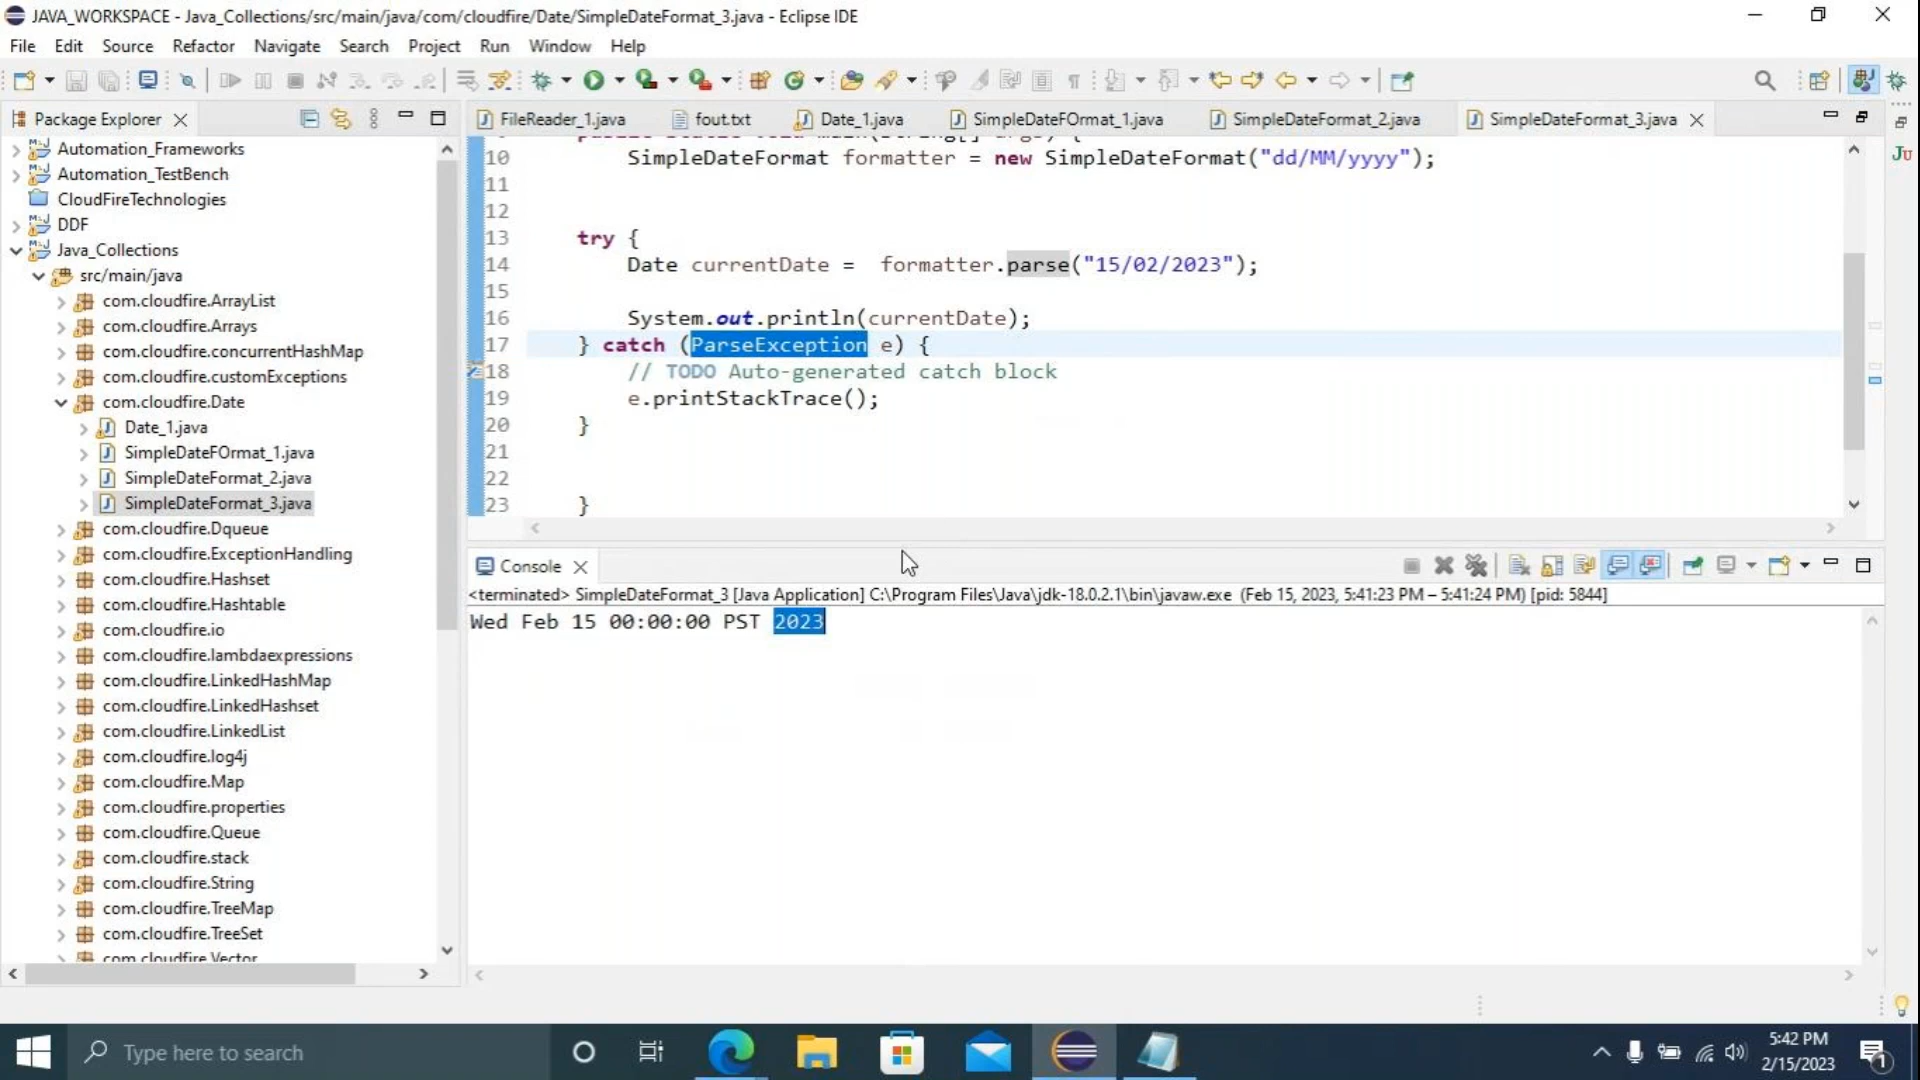 JAVA_WORKSPACE - Java_Collections/src/main/java/com/cloudfire/Date/SimpleDateFormat_3.java - Eclipse IDE
File Edit Source Refactor Navigate Search Project Run Window Help
Package Explorer
Automation_Frameworks
Automation_TestBench
CloudFireTechnologies
DDF
Java_Collections
src/main/java
com.cloudfire.ArrayList
com.cloudfire.Arrays
com.cloudfire.concurrentHashMap
com.cloudfire.customExceptions
com.cloudfire.Date
Date_1.java
SimpleDateFOrmat_1.java
SimpleDateFormat_2.java
SimpleDateFormat_3.java
com.cloudfire.Dqueue
com.cloudfire.ExceptionHandling
com.cloudfire.Hashset
com.cloudfire.Hashtable
com.cloudfire.io
com.cloudfire.lambdaexpressions
com.cloudfire.LinkedHashMap
com.cloudfire.LinkedHashset
com.cloudfire.LinkedList
com.cloudfire.log4j
com.cloudfire.Map
com.cloudfire.properties
com.cloudfire.Queue
com.cloudfire.stack
com.cloudfire.String
com.cloudfire.TreeMap
com.cloudfire.TreeSet
com.cloudfire.Vector
FileReader_1.java fout.txt Date_1.java SimpleDateFOrmat_1.java SimpleDateFormat_2.java SimpleDateFormat_3.java
10 SimpleDateFormat formatter = new SimpleDateFormat("dd/MM/yyyy");
11
12
13 try {
14 Date currentDate = formatter.parse("15/02/2023");
15
16 System.out.println(currentDate);
17 } catch (ParseException e) {
18 // TODO Auto-generated catch block
19 e.printStackTrace();
20 }
21
22
23 }
Console
<terminated> SimpleDateFormat_3 [Java Application] C:\Program Files\Java\jdk-18.0.2.1\bin\javaw.exe (Feb 15, 2023, 5:41:23 PM – 5:41:24 PM) [pid: 5844]
Wed Feb 15 00:00:00 PST 2023
Ju
Type here to search
5:42 PM
2/15/2023
1